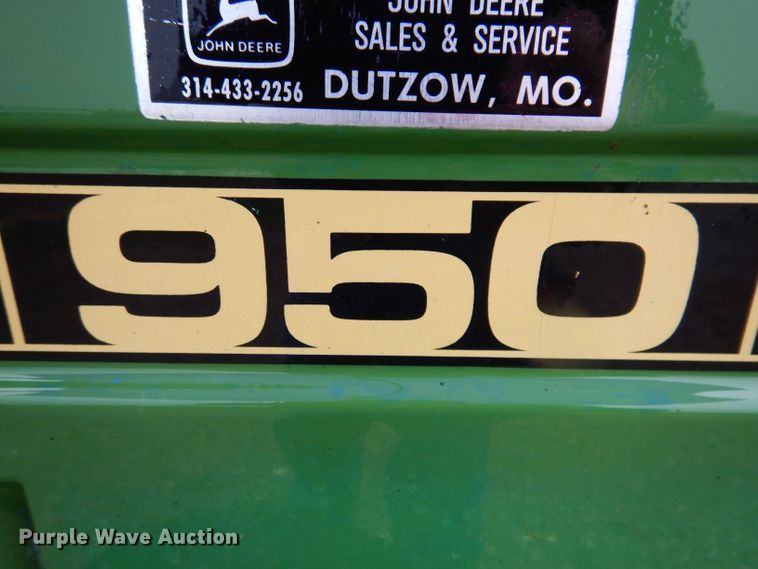 JOHN DEERE
JOHN DEERE
SALES & SERVICE
314-433-2256 DUTZOW, MO.
950
Purple Wave Auction